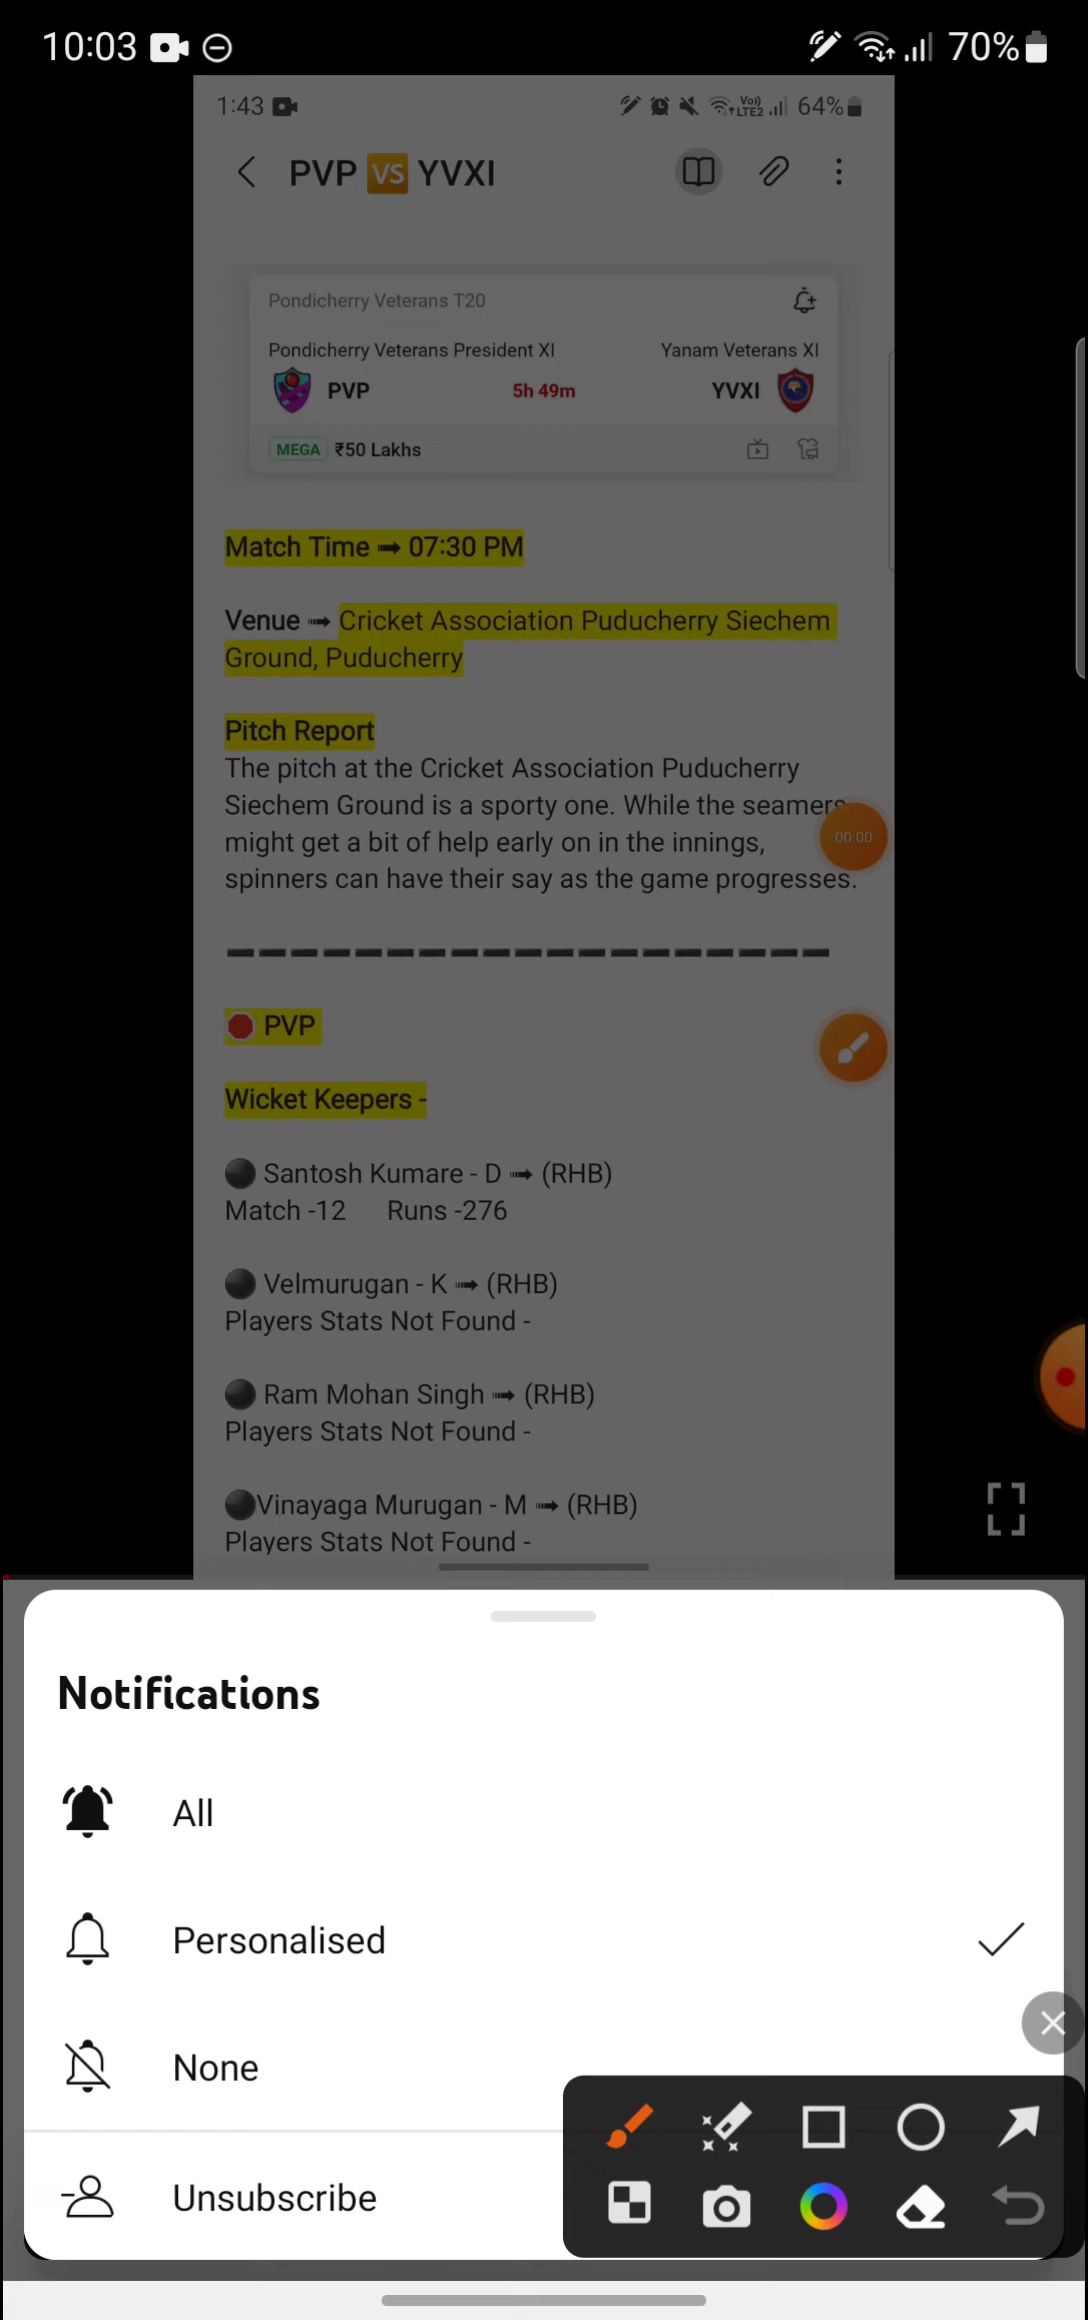 10:03 70%
1:43 Vo)) LTE2 64%
PVP VS YVXI
Pondicherry Veterans T20
Pondicherry Veterans President XI Yanam Veterans XI
PVP 5h 49m YVXI
MEGA ₹50 Lakhs
Match Time ➟ 07:30 PM
Venue ➟ Cricket Association Puducherry Siechem
Ground, Puducherry
Pitch Report
The pitch at the Cricket Association Puducherry
Siechem Ground is a sporty one. While the seamers
might get a bit of help early on in the innings,
spinners can have their say as the game progresses.
00.00
PVP
Wicket Keepers -
Santosh Kumare - D ➟ (RHB)
Match -12 Runs -276
Velmurugan - K ➟ (RHB)
Players Stats Not Found -
Ram Mohan Singh ➟ (RHB)
Players Stats Not Found -
Vinayaga Murugan - M ➟ (RHB)
Players Stats Not Found -
Notifications
All
Personalised
None
Unsubscribe